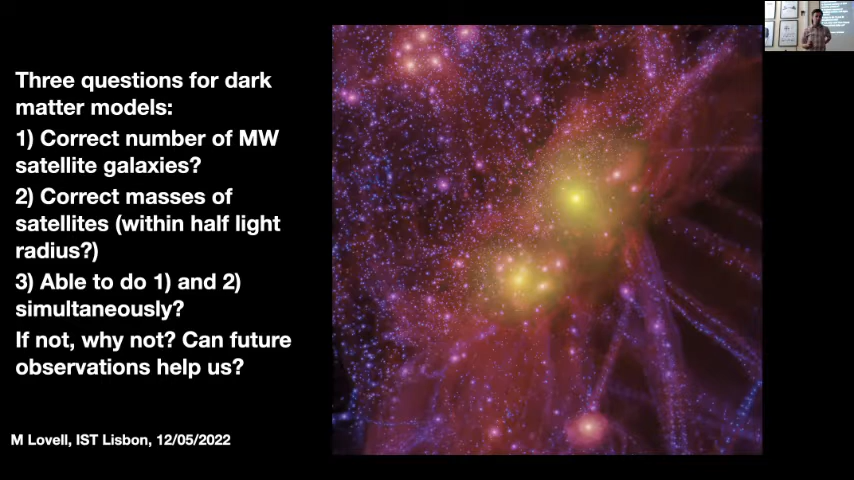 Three questions for dark
matter models:
1) Correct number of MW
satellite galaxies?
2) Correct masses of
satellites (within half light
radius?)
3) Able to do 1) and 2)
simultaneously?
If not, why not? Can future
observations help us?
M Lovell, IST Lisbon, 12/05/2022